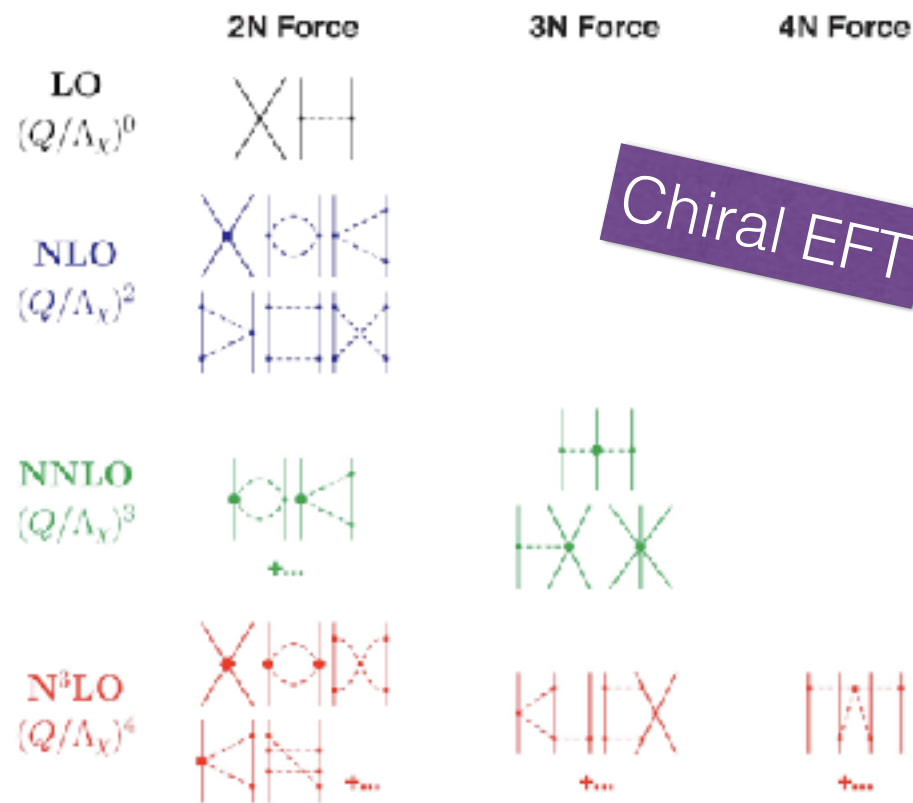 2N Force 3N Force 4N Force
LO
(Q/Λχ)⁰
Chiral EFT
NLO
(Q/Λχ)²
NNLO
(Q/Λχ)³
+...
N³LO
(Q/Λχ)⁴
+... +... +...